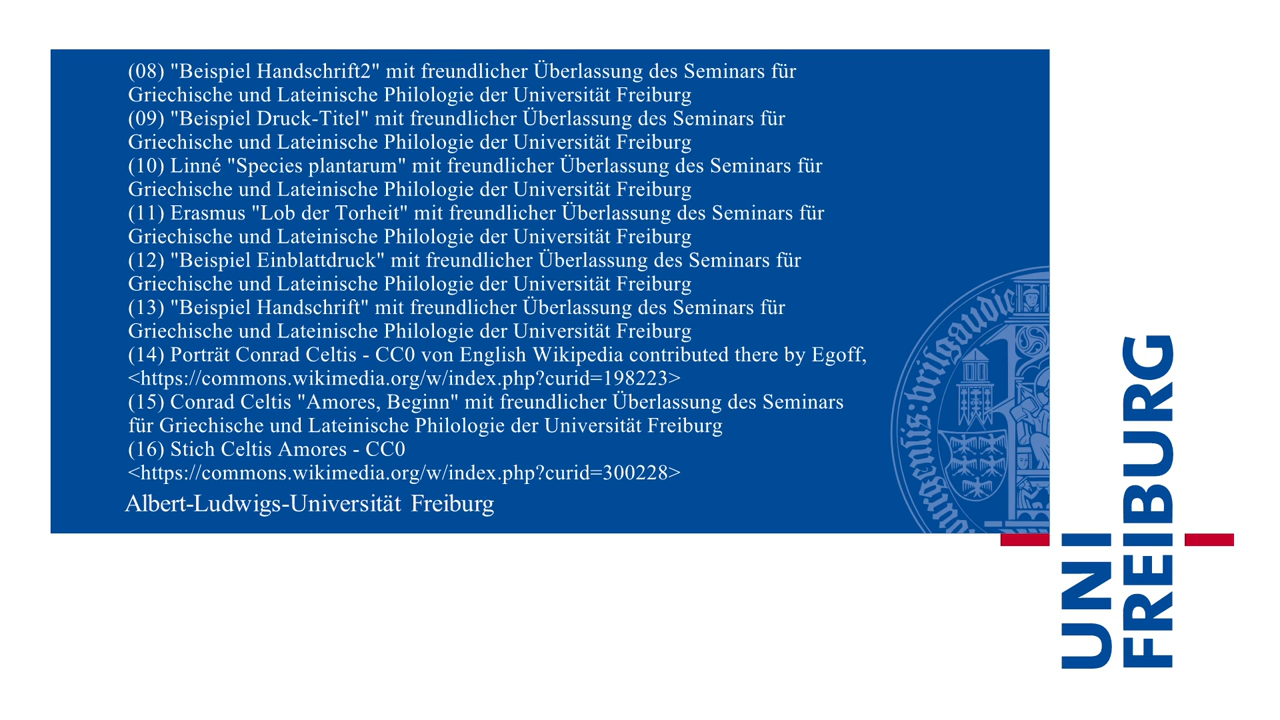 (08) "Beispiel Handschrift2" mit freundlicher Überlassung des Seminars für
Griechische und Lateinische Philologie der Universität Freiburg
(09) "Beispiel Druck-Titel" mit freundlicher Überlassung des Seminars für
Griechische und Lateinische Philologie der Universität Freiburg
(10) Linné "Species plantarum" mit freundlicher Überlassung des Seminars für
Griechische und Lateinische Philologie der Universität Freiburg
(11) Erasmus "Lob der Torheit" mit freundlicher Überlassung des Seminars für
Griechische und Lateinische Philologie der Universität Freiburg
(12) "Beispiel Einblattdruck" mit freundlicher Überlassung des Seminars für
Griechische und Lateinische Philologie der Universität Freiburg
(13) "Beispiel Handschrift" mit freundlicher Überlassung des Seminars für
Griechische und Lateinische Philologie der Universität Freiburg
(14) Porträt Conrad Celtis - CC0 von English Wikipedia contributed there by Egoff,
<https://commons.wikimedia.org/w/index.php?curid=198223>
(15) Conrad Celtis "Amores, Beginn" mit freundlicher Überlassung des Seminars
für Griechische und Lateinische Philologie der Universität Freiburg
(16) Stich Celtis Amores - CC0
<https://commons.wikimedia.org/w/index.php?curid=300228>
Albert-Ludwigs-Universität Freiburg
UNI
FREIBURG